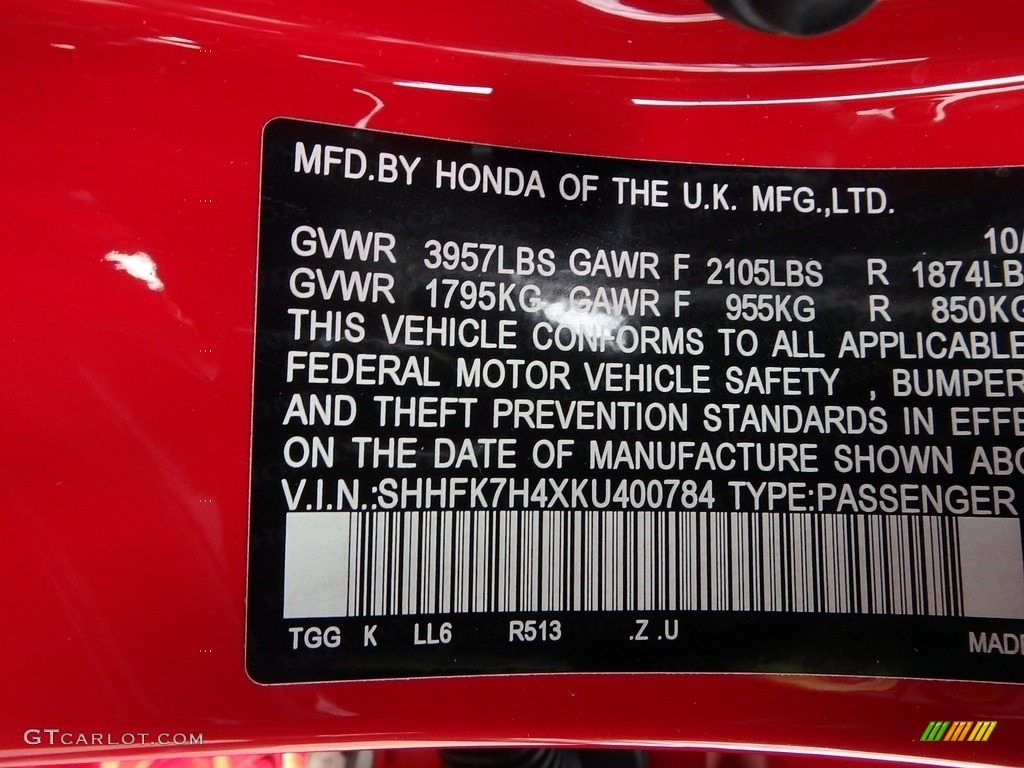 MFD.BY HONDA OF THE U.K. MFG.,LTD.
10/
GVWR 3957LBS GAWR F 2105LBS R 1874LB
GVWR 1795KG GAWR F 955KG R 850KG
THIS VEHICLE CONFORMS TO ALL APPLICABLE
FEDERAL MOTOR VEHICLE SAFETY , BUMPER
AND THEFT PREVENTION STANDARDS IN EFFE
ON THE DATE OF MANUFACTURE SHOWN ABO
V.I.N.:SHHFK7H4XKU400784 TYPE:PASSENGER
TGG K LL6 R513 .Z .U
MADE
GTCARLOT.COM